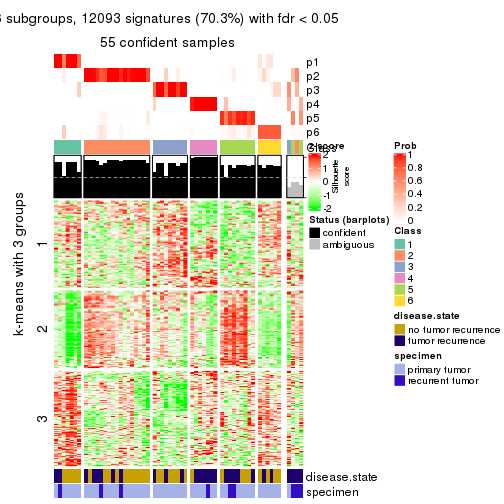 subgroups, 12093 signatures (70.3%) with fdr < 0.05
55 confident samples
p1
p2
p3
p4
p5
p6
z-score
2
1
0
-1
-2
Silhouette
score
Prob
1
0.8
0.6
0.4
0.2
0
Status (barplots)
confident
ambiguous
Class
1
2
3
4
5
6
disease.state
no tumor recurrence
tumor recurrence
specimen
primary tumor
recurrent tumor
k-means with 3 groups
1
2
3
disease.state
specimen